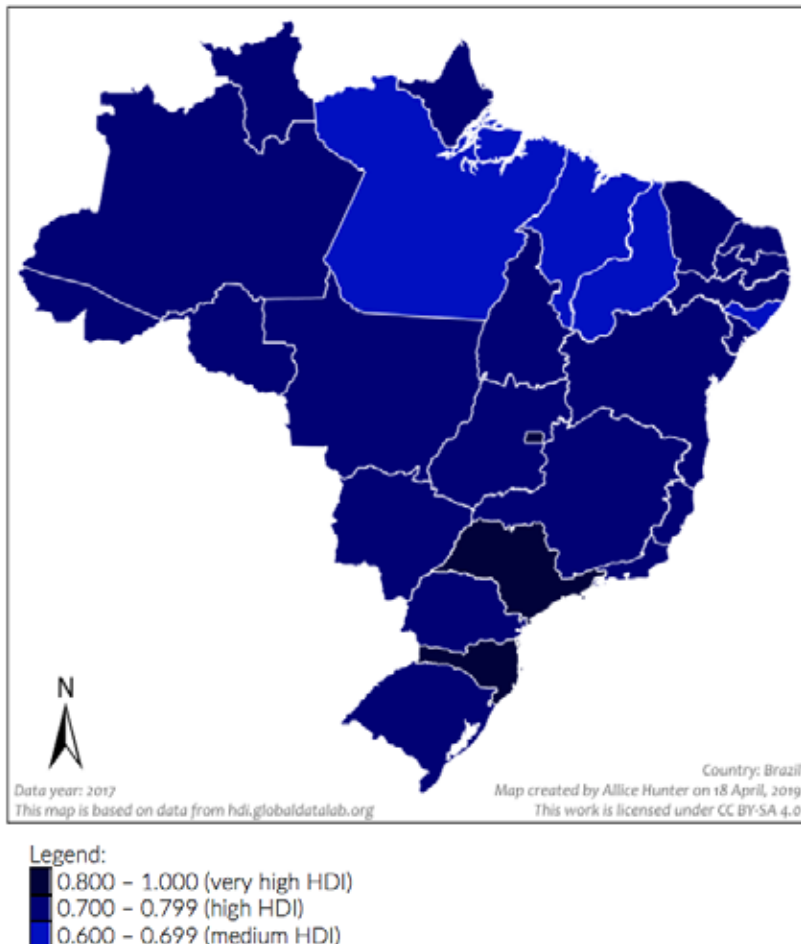 N
Data year: 2017
This map is based on data from hdi.globaldatalab.org
Country: Brazil
Map created by Allice Hunter on 18 April, 2019
This work is licensed under CC BY-SA 4.0
Legend:
0.800 – 1.000 (very high HDI)
0.700 – 0.799 (high HDI)
0.600 – 0.699 (medium HDI)